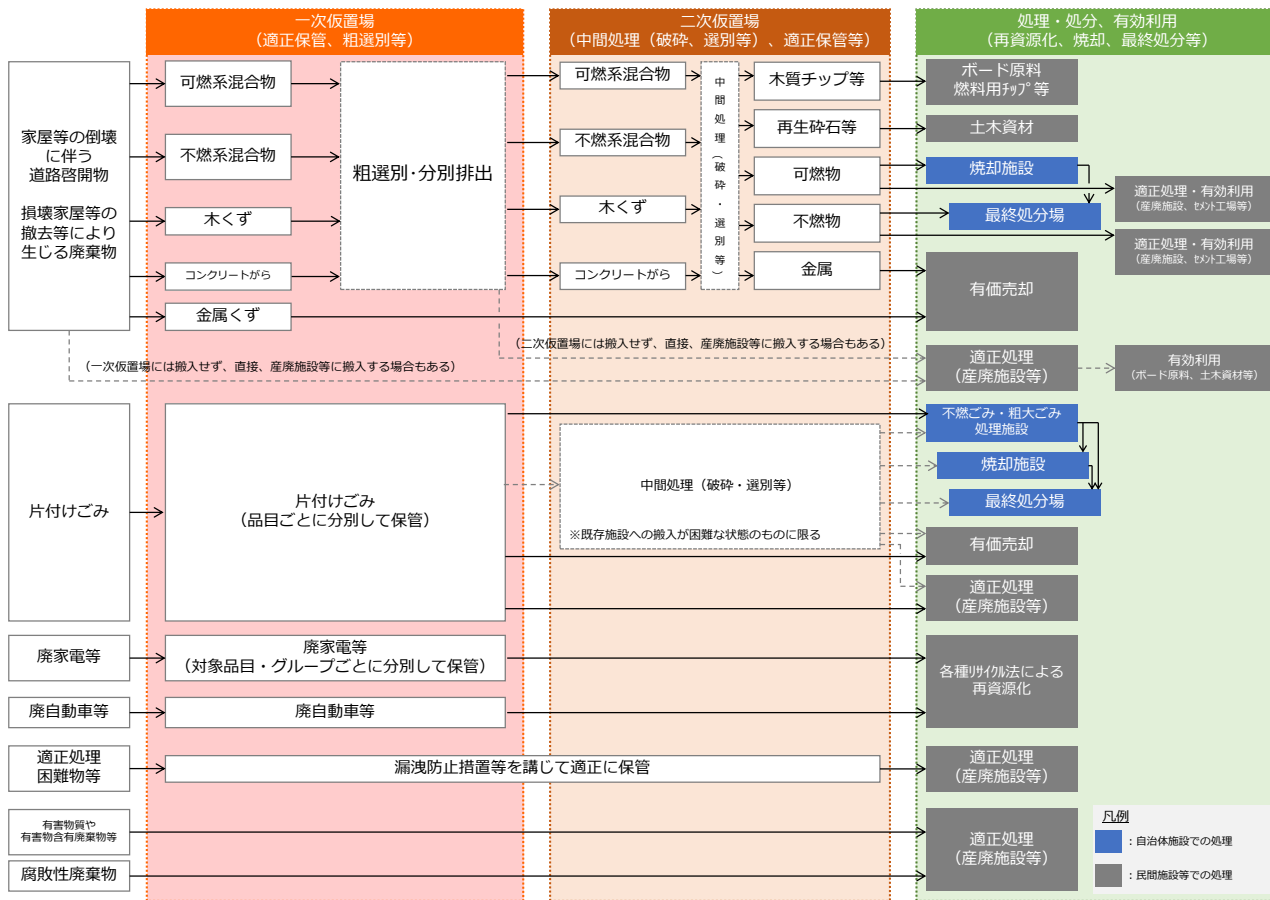 一次仮置場
（適正保管、粗選別等）
二次仮置場
（中間処理（破砕、選別等）、適正保管等）
処理・処分、有効利用
（再資源化、焼却、最終処分等）
家屋等の倒壊
に伴う
道路啓開物
損壊家屋等の
撤去等により
生じる廃棄物
可燃系混合物
不燃系混合物
木くず
コンクリートがら
金属くず
粗選別・分別排出
可燃系混合物
不燃系混合物
木くず
コンクリートがら
中間処理（破砕・選別等）
木質チップ等
再生砕石等
可燃物
不燃物
金属
ボード原料
燃料用ﾁｯﾌﾟ等
土木資材
焼却施設
適正処理・有効利用
（産廃施設、ｾﾒﾝﾄ工場等）
最終処分場
適正処理・有効利用
（産廃施設、ｾﾒﾝﾄ工場等）
有価売却
（二次仮置場には搬入せず、直接、産廃施設等に搬入する場合もある）
（一次仮置場には搬入せず、直接、産廃施設等に搬入する場合もある）
適正処理
（産廃施設等）
有効利用
（ボード原料、土木資材等）
片付けごみ
片付けごみ
（品目ごとに分別して保管）
中間処理（破砕・選別等）
※既存施設への搬入が困難な状態のものに限る
不燃ごみ・粗大ごみ
処理施設
焼却施設
最終処分場
有価売却
適正処理
（産廃施設等）
廃家電等
廃家電等
（対象品目・グループごとに分別して保管）
各種ﾘｻｲｸﾙ法による
再資源化
廃自動車等
廃自動車等
適正処理
困難物等
漏洩防止措置等を講じて適正に保管
適正処理
（産廃施設等）
有害物質や
有害物含有廃棄物等
腐敗性廃棄物
適正処理
（産廃施設等）
凡例
：自治体施設での処理
：民間施設等での処理